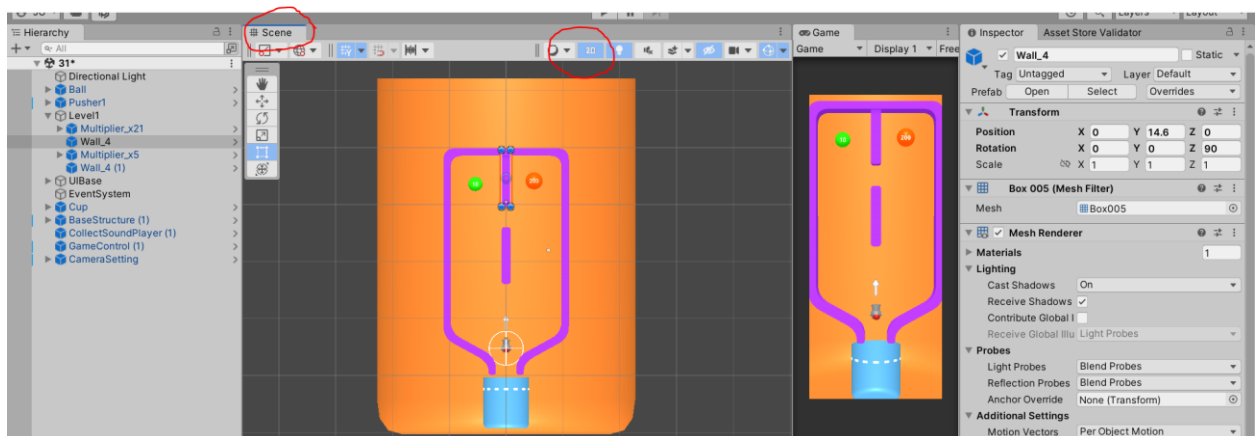 Layers
Layout
Hierarchy
All
31*
Directional Light
Ball
Pusher1
Level1
Multiplier_x21
Wall_4
Multiplier_x5
Wall_4 (1)
UIBase
EventSystem
Cup
BaseStructure (1)
CollectSoundPlayer (1)
GameControl (1)
CameraSetting
Scene
2D
Game
Game Display 1 Free
Inspector Asset Store Validator
Wall_4 Static
Tag Untagged Layer Default
Prefab Open Select Overrides
Transform
Position X 0 Y 14.6 Z 0
Rotation X 0 Y 0 Z 90
Scale X 1 Y 1 Z 1
Box 005 (Mesh Filter)
Mesh Box005
Mesh Renderer
Materials 1
Lighting
Cast Shadows On
Receive Shadows
Contribute Global I
Receive Global Illu Light Probes
Probes
Light Probes Blend Probes
Reflection Probes Blend Probes
Anchor Override None (Transform)
Additional Settings
Motion Vectors Per Object Motion